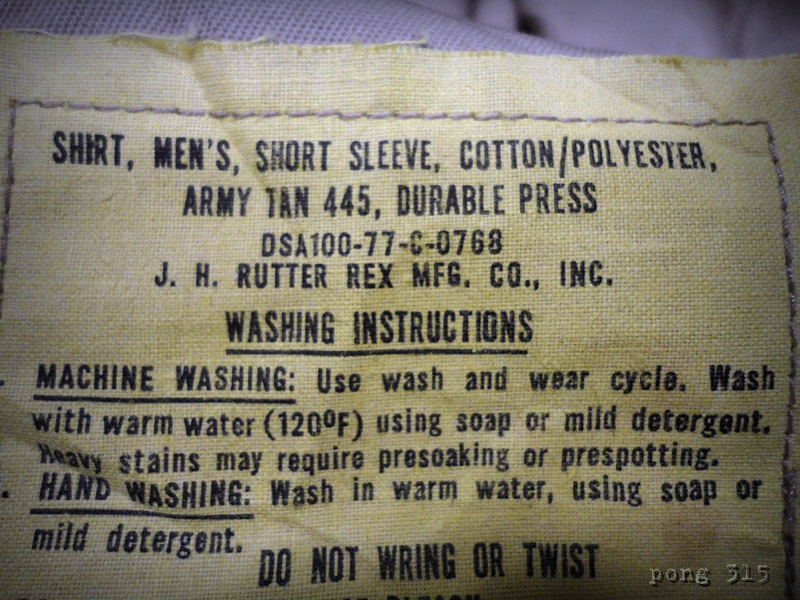 SHIRT, MEN'S, SHORT SLEEVE, COTTON/POLYESTER,
ARMY TAN 445, DURABLE PRESS
DSA100-77-C-0768
J. H. RUTTER REX MFG. CO., INC.
WASHING INSTRUCTIONS
MACHINE WASHING: Use wash and wear cycle. Wash
with warm water (120ºF) using soap or mild detergent.
Heavy stains may require presoaking or prespotting.
HAND WASHING: Wash in warm water, using soap or
mild detergent.
DO NOT WRING OR TWIST
BLEACH
pong 315